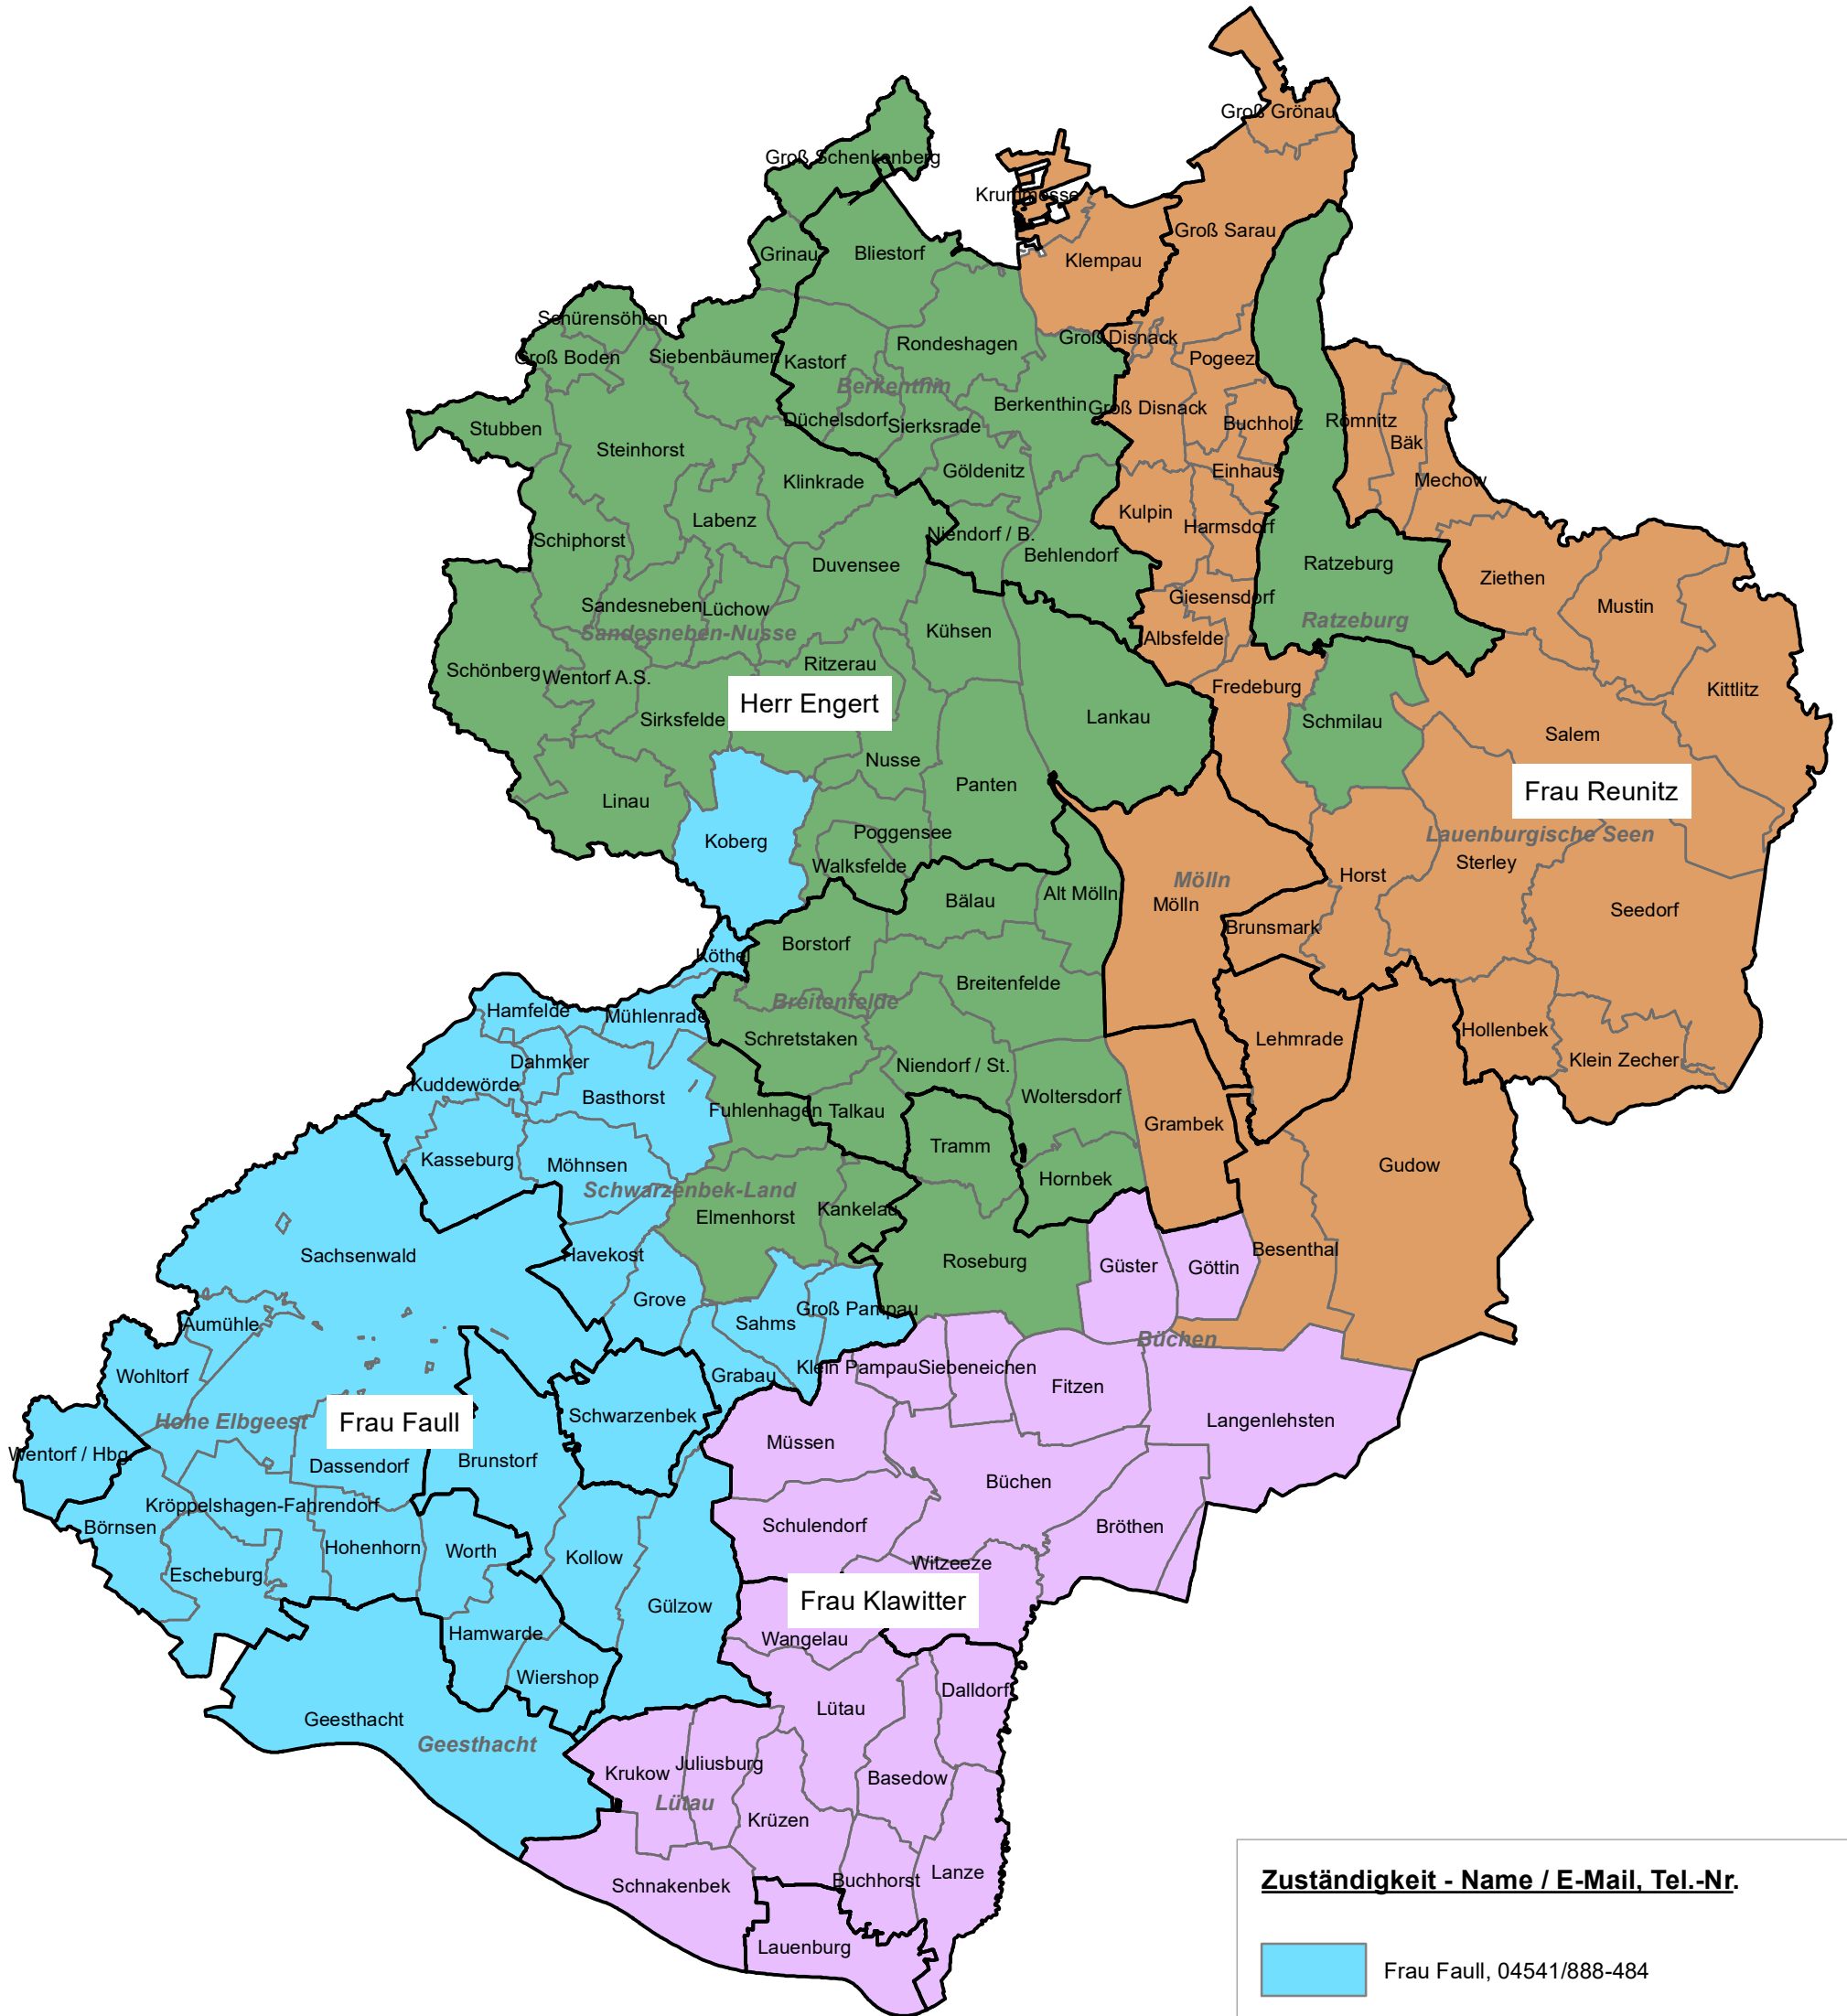 Groß Grönau
Groß Schenkenberg
Krummesse
Groß Sarau
Grinau
Bliestorf
Klempau
Schürensöhlen
Groß Boden
Siebenbäumen
Kastorf
Rondeshagen
Groß Disnack
Pogeez
Berkenthin
Berkenthin
Groß Disnack
Düchelsdorf
Sierksrade
Buchholz
Römnitz
Bäk
Stubben
Steinhorst
Klinkrade
Göldenitz
Einhaus
Mechow
Labenz
Kulpin
Harmsdorf
Schiphorst
Niendorf / B.
Behlendorf
Duvensee
Ratzeburg
Ziethen
Mustin
Sandesneben
Lüchow
Giesensdorf
Sandesneben-Nusse
Kühsen
Albsfelde
Ratzeburg
Schönberg
Wentorf A.S.
Ritzerau
Fredeburg
Kittlitz
Herr Engert
Sirksfelde
Lankau
Schmilau
Salem
Nusse
Panten
Frau Reunitz
Linau
Koberg
Poggensee
Lauenburgische Seen
Walksfelde
Sterley
Horst
Mölln
Mölln
Bälau
Alt Mölln
Seedorf
Borstorf
Brunsmark
Köthel
Breitenfelde
Breitenfelde
Hamfelde
Mühlenrade
Schretstaken
Lehmrade
Hollenbek
Klein Zecher
Dahmker
Niendorf / St.
Kuddewörde
Basthorst
Woltersdorf
Fuhlenhagen
Talkau
Grambek
Tramm
Kasseburg
Möhnsen
Gudow
Hornbek
Schwarzenbek-Land
Elmenhorst
Kankelau
Sachsenwald
Havekost
Roseburg
Güster
Göttin
Besenthal
Grove
Groß Pampau
Sahms
Aumühle
Büchen
Wohltorf
Grabau
Klein Pampau
Siebeneichen
Fitzen
Hohe Elbgeest
Frau Faull
Schwarzenbek
Langenlehsten
Wentorf / Hbg.
Dassendorf
Brunstorf
Müssen
Büchen
Kröppelshagen-Fahrendorf
Börnsen
Schulendorf
Bröthen
Hohenhorn
Worth
Kollow
Witzeeze
Escheburg
Gülzow
Frau Klawitter
Hamwarde
Wangelau
Wiershop
Dalldorf
Lütau
Geesthacht
Geesthacht
Juliusburg
Krukow
Basedow
Lütau
Krüzen
Schnakenbek
Buchhorst
Lanze
Lauenburg
Zuständigkeit - Name / E-Mail, Tel.-Nr.
Frau Faull, 04541/888-484